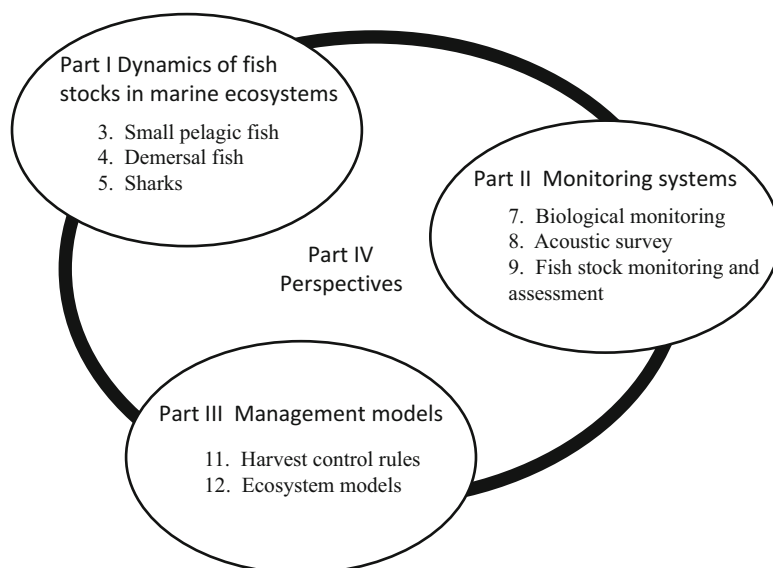 Part I Dynamics of fish
stocks in marine ecosystems
3. Small pelagic fish
4. Demersal fish
5. Sharks
Part II Monitoring systems
7. Biological monitoring
8. Acoustic survey
9. Fish stock monitoring and
assessment
Part IV
Perspectives
Part III Management models
11. Harvest control rules
12. Ecosystem models